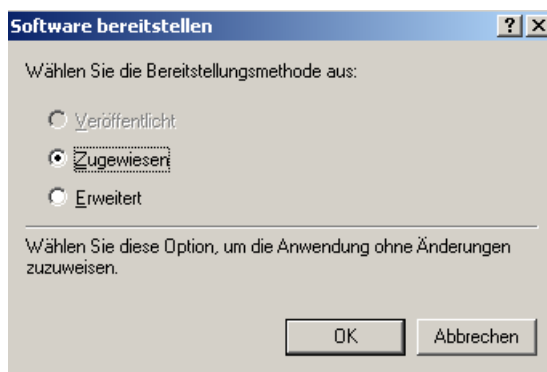 Software bereitstellen
Wählen Sie die Bereitstellungsmethode aus:
Veröffentlicht
Zugewiesen
Erweitert
Wählen Sie diese Option, um die Anwendung ohne Änderungen
zuzuweisen.
OK
Abbrechen